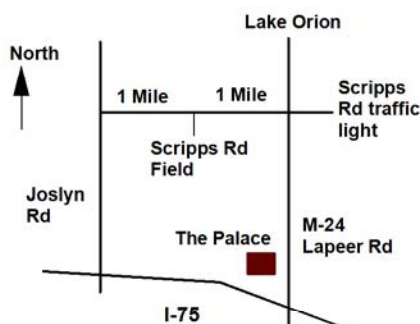 Lake Orion
North
1 Mile
1 Mile
Scripps
Rd traffic
light
Scripps Rd
Field
Joslyn
Rd
The Palace
M-24
Lapeer Rd
I-75